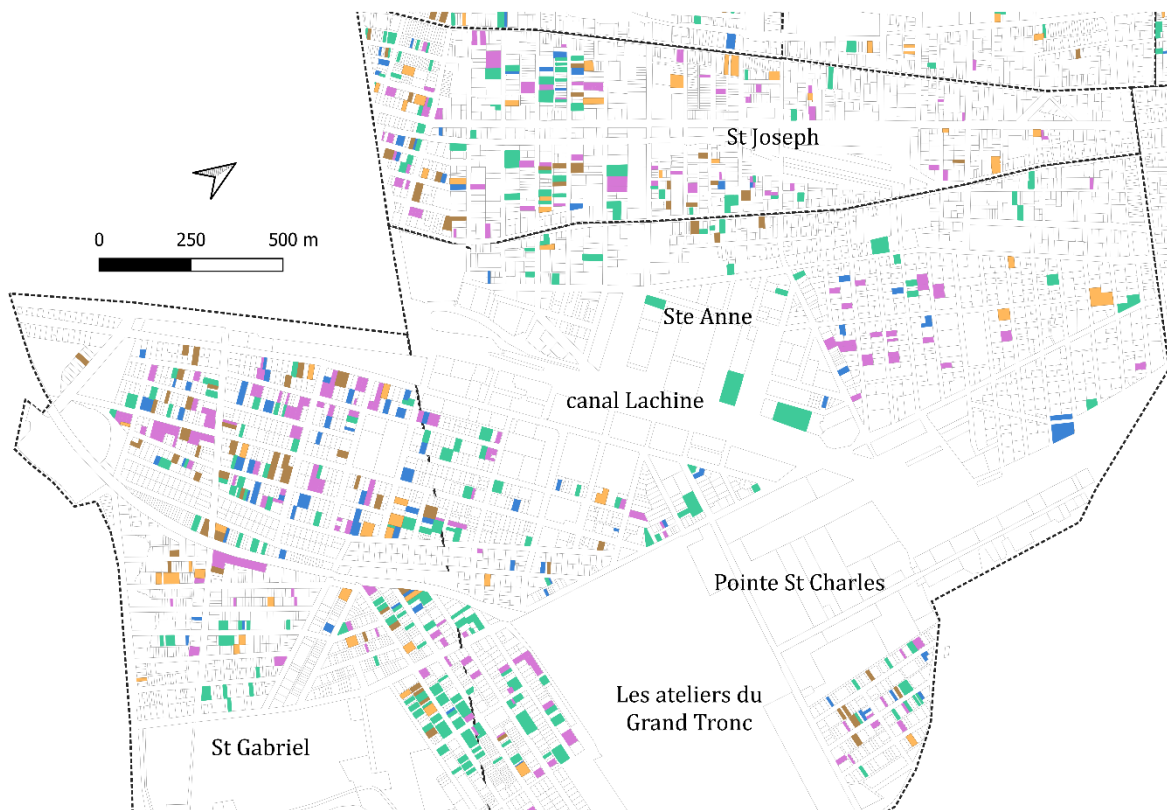 St Joseph
0 250 500 m
Ste Anne
canal Lachine
Pointe St Charles
Les ateliers du
Grand Tronc
St Gabriel